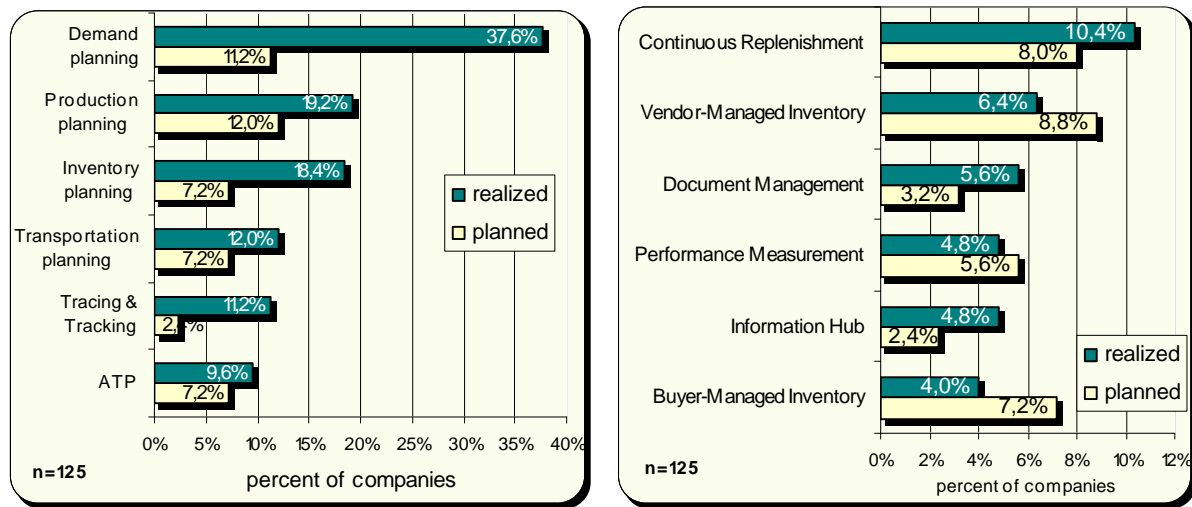 Demand
planning
37,6%
11,2%
Production
planning
19,2%
12,0%
Inventory
planning
18,4%
7,2%
Transportation
planning
12,0%
7,2%
Tracing &
Tracking
11,2%
2,4%
ATP
9,6%
7,2%
realized
planned
0% 5% 10% 15% 20% 25% 30% 35% 40%
n=125
percent of companies
Continuous Replenishment
10,4%
8,0%
Vendor-Managed Inventory
6,4%
8,8%
Document Management
5,6%
3,2%
Performance Measurement
4,8%
5,6%
Information Hub
4,8%
2,4%
Buyer-Managed Inventory
4,0%
7,2%
realized
planned
0% 2% 4% 6% 8% 10% 12%
n=125
percent of companies